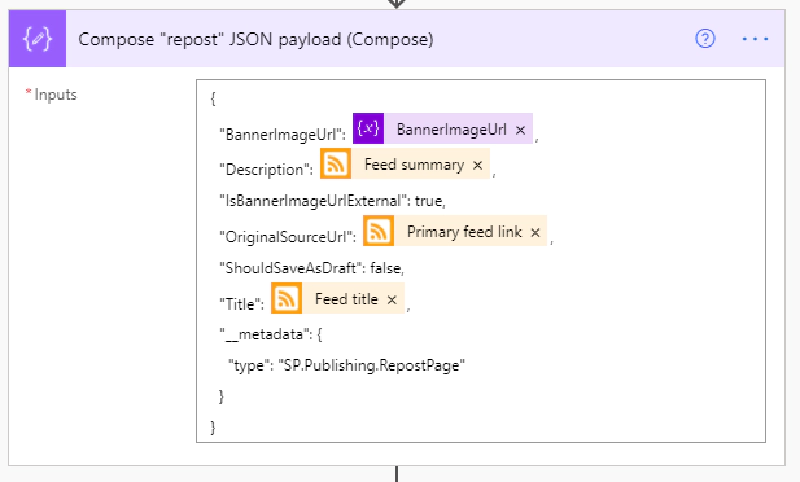 Compose "repost" JSON payload (Compose)
* Inputs
{
"BannerImageUrl": {x} BannerImageUrl × ,
"Description": Feed summary × ,
"IsBannerImageUrlExternal": true,
"OriginalSourceUrl": Primary feed link × ,
"ShouldSaveAsDraft": false,
"Title": Feed title × ,
"__metadata": {
"type": "SP.Publishing.RepostPage"
}
}